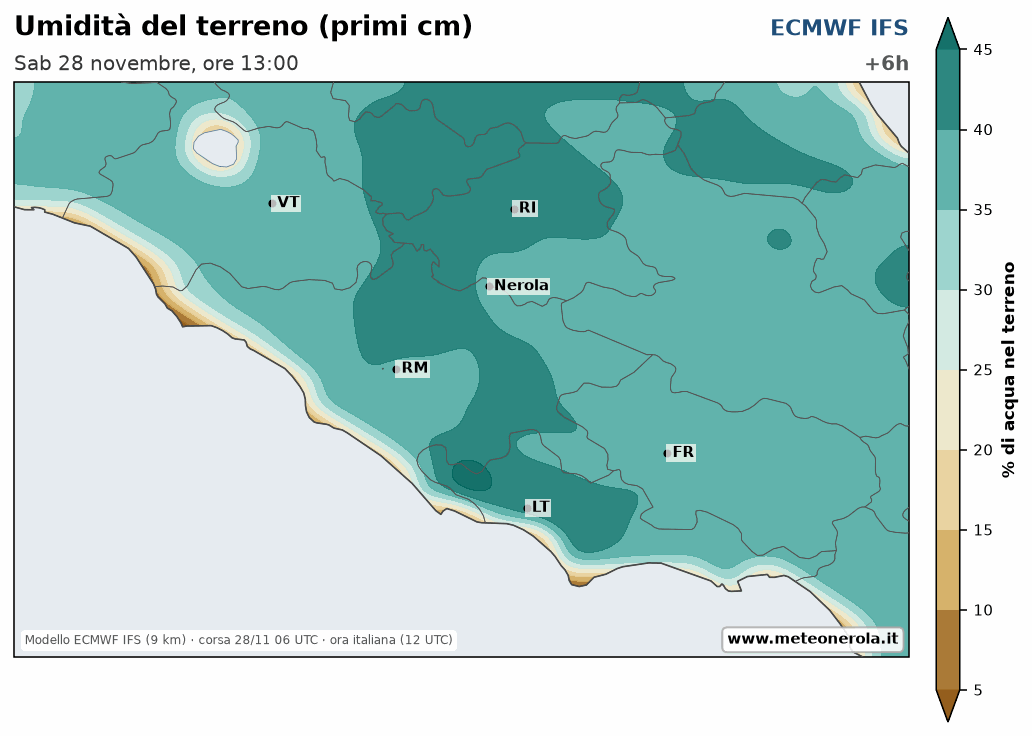 Umidità del terreno (primi cm)
ECMWF IFS
Sab 28 novembre, ore 13:00
+6h
VT
RI
Nerola
RM
FR
LT
45
40
35
30
25
20
15
10
5
% di acqua nel terreno
Modello ECMWF IFS (9 km) · corsa 28/11 06 UTC · ora italiana (12 UTC)
www.meteonerola.it